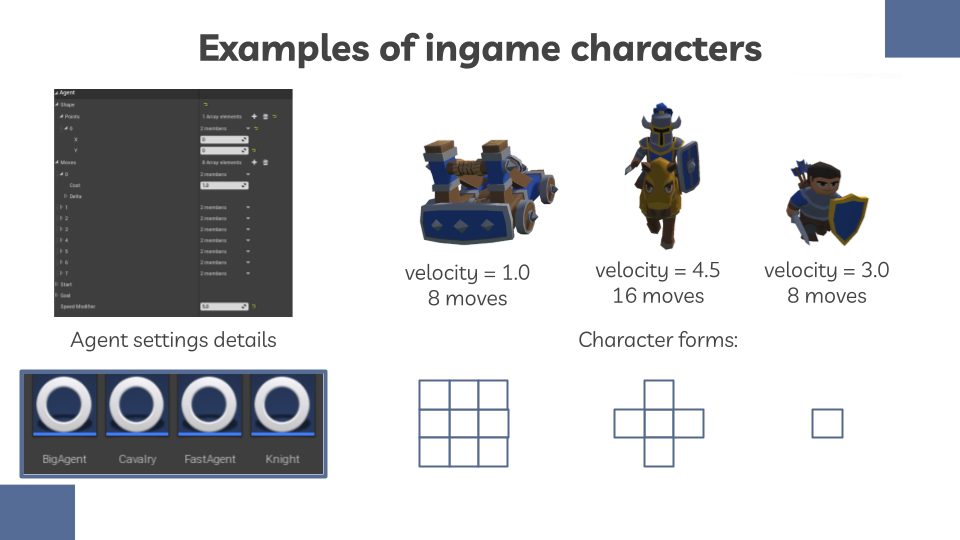 Examples of ingame characters
Agent
Shape
Points 1 Array elements
0 2 members
X 0
Y 0
Moves 8 Array elements
0 2 members
Cost 1.0
Delta
1 2 members
2 2 members
3 2 members
4 2 members
5 2 members
6 2 members
7 2 members
Start
Goal
Speed Modifier 5.0
Agent settings details
BigAgent Cavalry FastAgent Knight
velocity = 1.0
8 moves
velocity = 4.5
16 moves
velocity = 3.0
8 moves
Character forms: